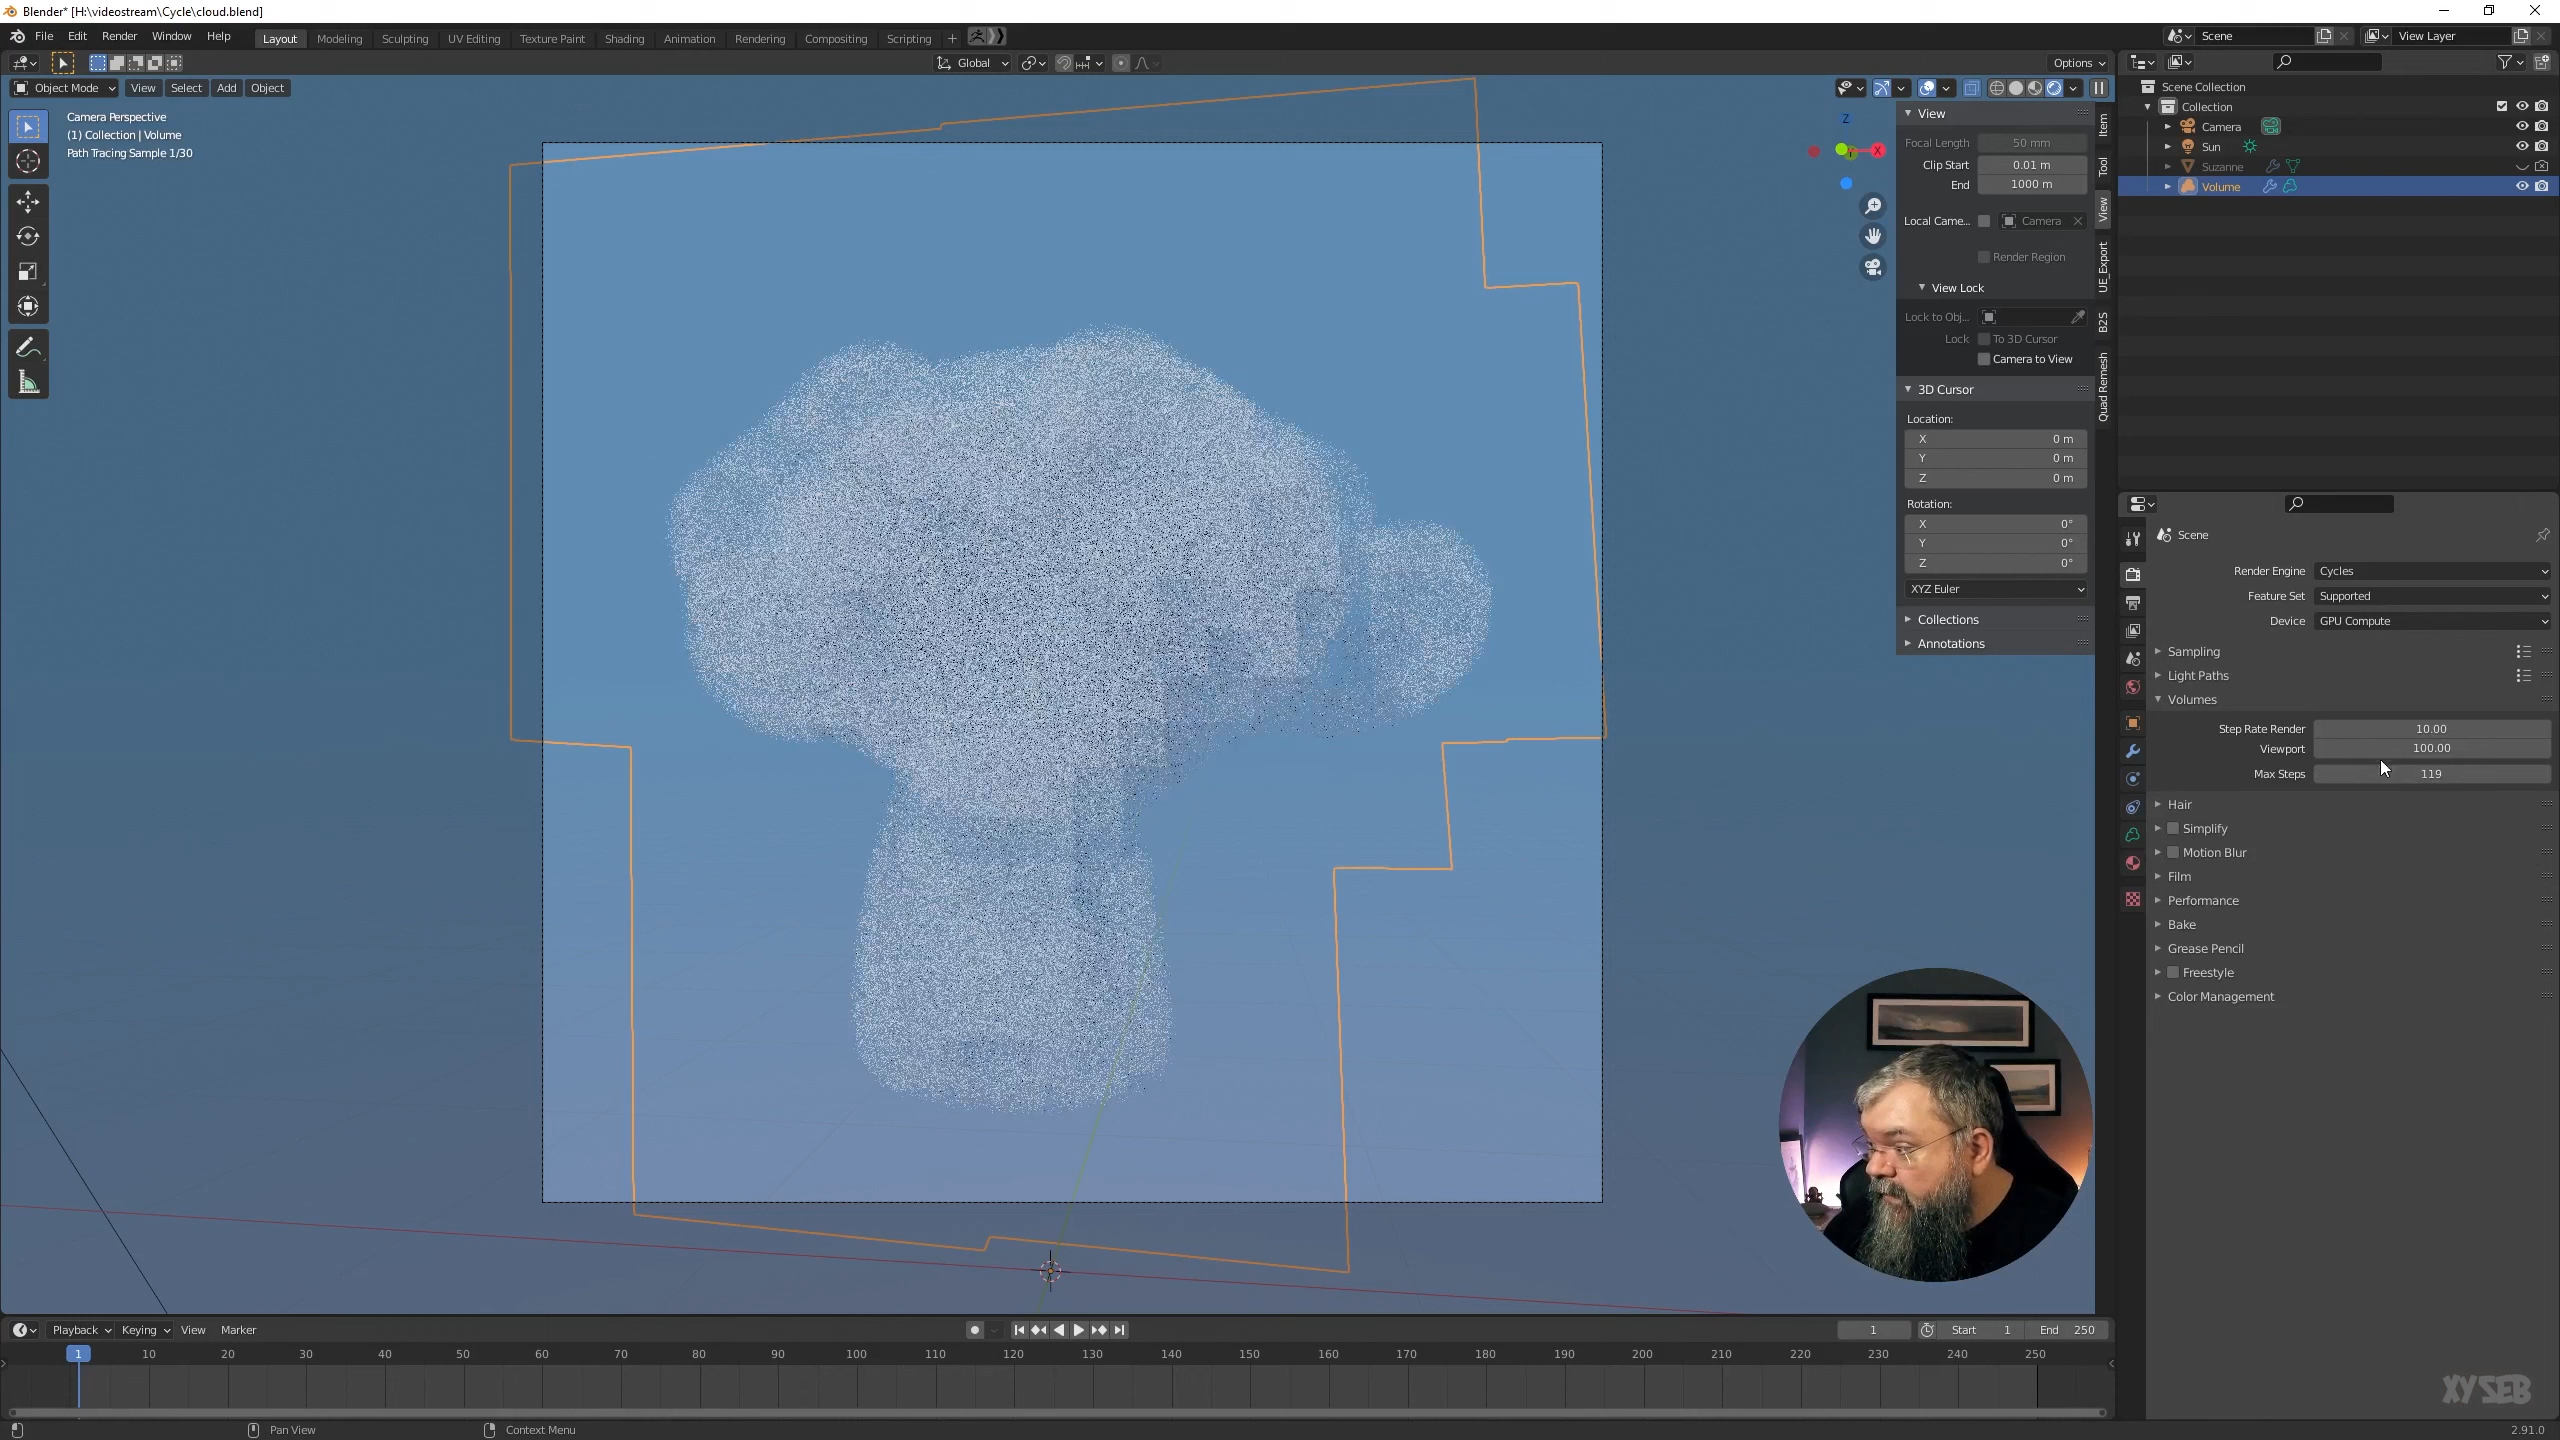 Blender* [H:\videostream\Cycle\cloud.blend]
File Edit Render Window Help
Layout Modeling Sculpting UV Editing Texture Paint Shading Animation Rendering Compositing Scripting +
Scene
View Layer
Global
Options
Object Mode View Select Add Object
Camera Perspective
(1) Collection | Volume
Path Tracing Sample 1/30
Z
X
View
Focal Length 50 mm
Clip Start 0.01 m
End 1000 m
Local Came... Camera
Render Region
View Lock
Lock to Obj...
Lock To 3D Cursor
Camera to View
3D Cursor
Location:
X 0 m
Y 0 m
Z 0 m
Rotation:
X 0°
Y 0°
Z 0°
XYZ Euler
Collections
Annotations
Item
Tool
View
UE_Export
B2S
Quad Remesh
Scene Collection
Collection
Camera
Sun
Suzanne
Volume
Scene
Render Engine Cycles
Feature Set Supported
Device GPU Compute
Sampling
Light Paths
Volumes
Step Rate Render 10.00
Viewport 100.00
Max Steps 119
Hair
Simplify
Motion Blur
Film
Performance
Bake
Grease Pencil
Freestyle
Color Management
XYSEB
Playback Keying View Marker
1 Start 1 End 250
1 10 20 30 40 50 60 70 80 90 100 110 120 130 140 150 160 170 180 190 200 210 220 230 240 250
Pan View Context Menu
2.91.0